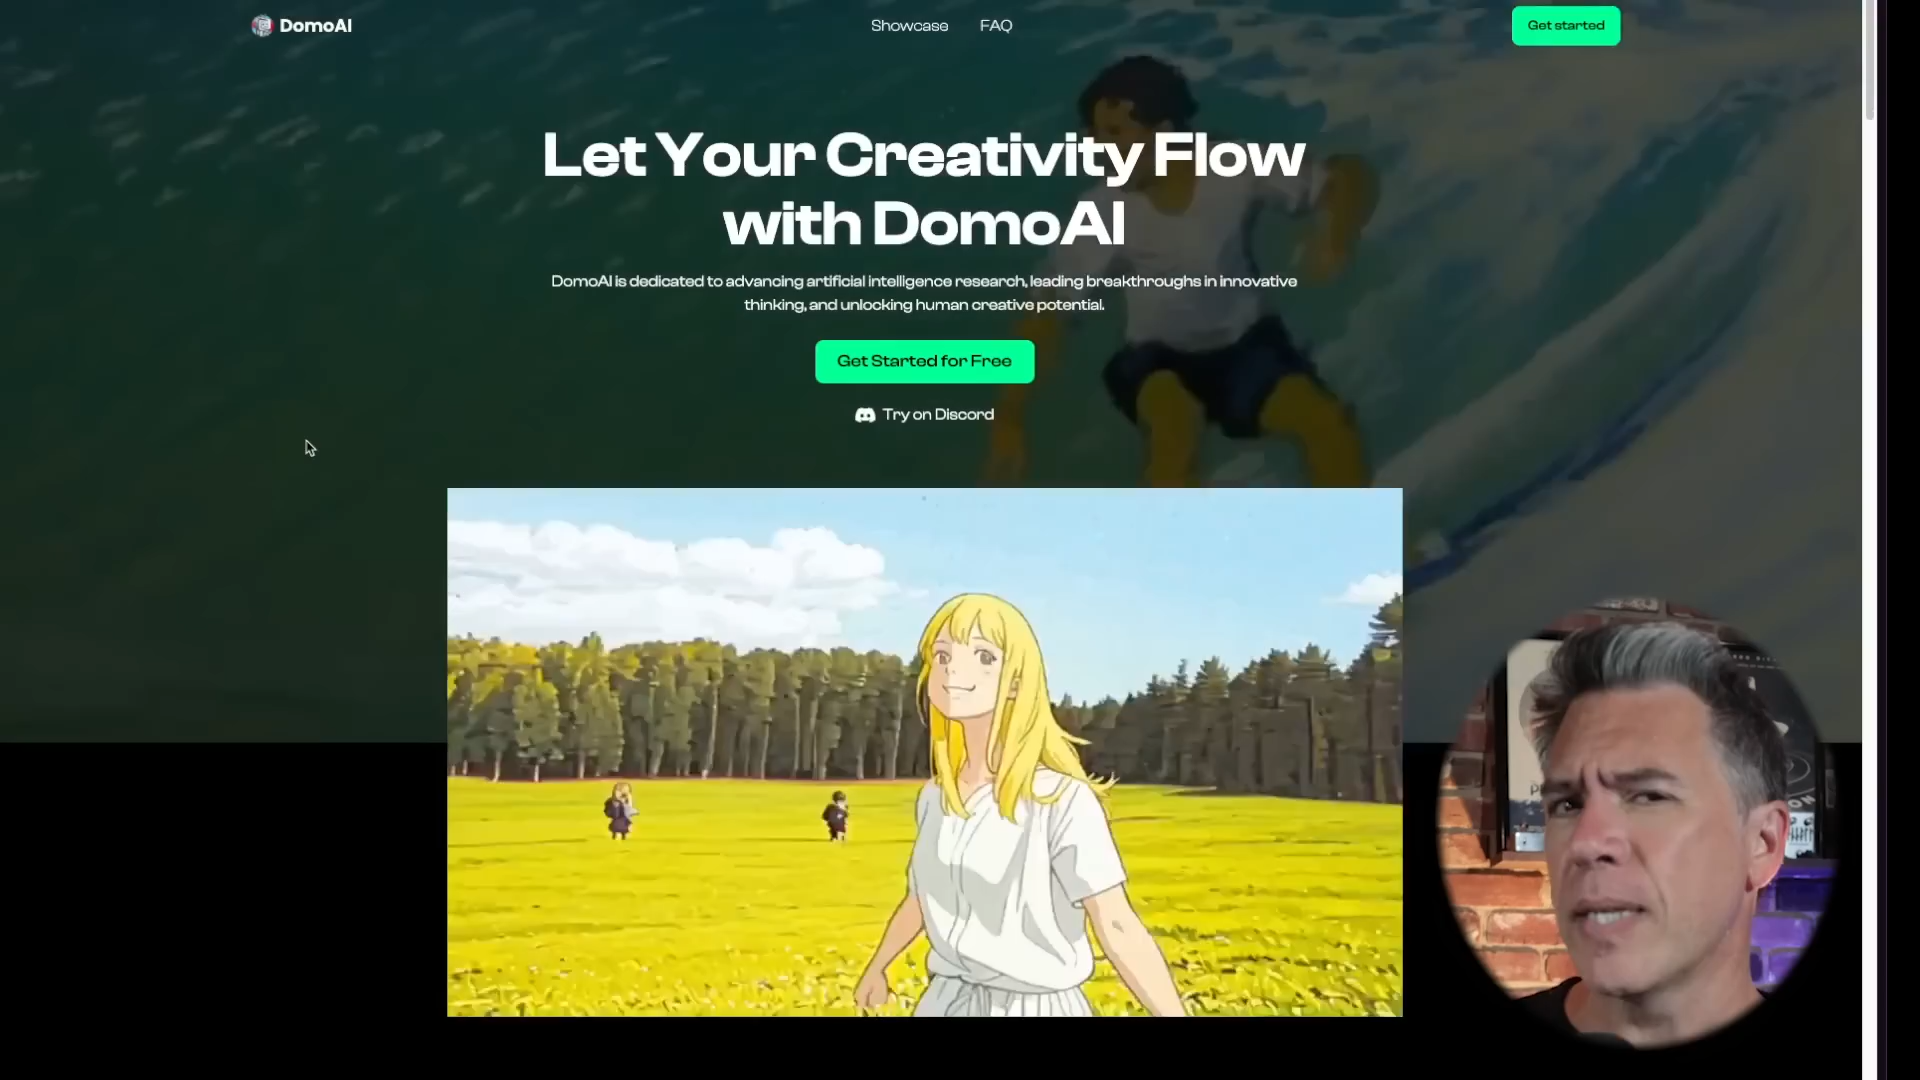 DomoAI
Showcase
FAQ
Get started
Let Your Creativity Flow
with DomoAI
DomoAI is dedicated to advancing artificial intelligence research, leading breakthroughs in innovative
thinking, and unlocking human creative potential.
Get Started for Free
Try on Discord